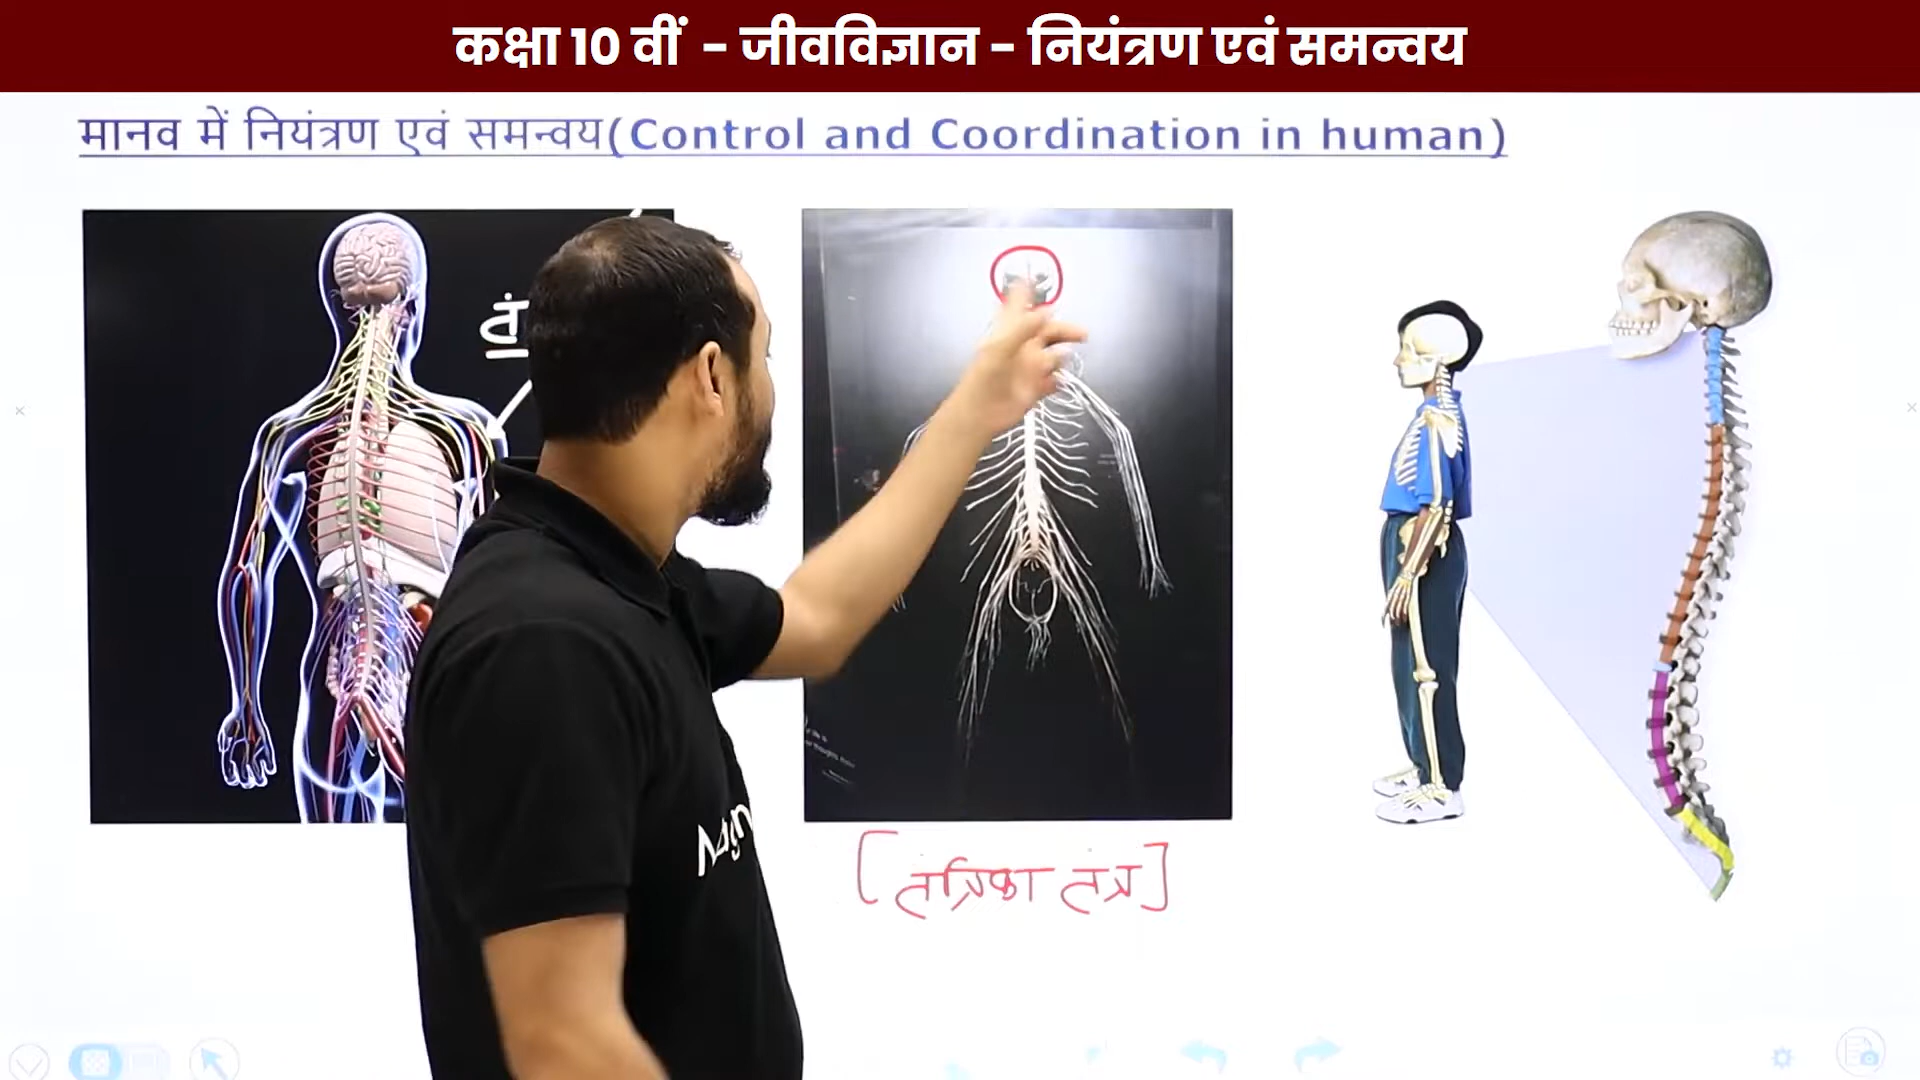 कक्षा 10 वीं – जीवविज्ञान – नियंत्रण एवं समन्वय
मानव में नियंत्रण एवं समन्वय(Control and Coordination in human)
[तंत्रिका तंत्र]